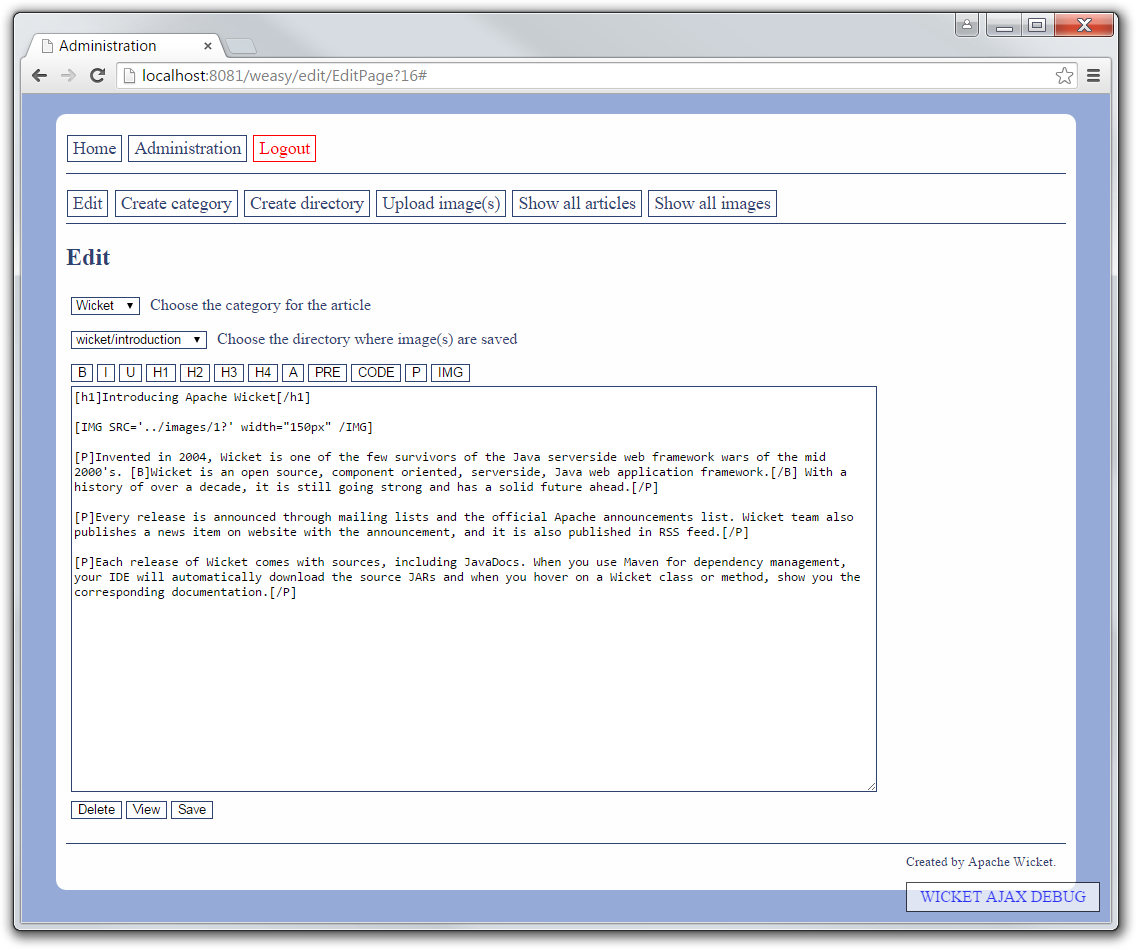 Administration
localhost:8081/weasy/edit/EditPage?16#
Home Administration Logout
Edit Create category Create directory Upload image(s) Show all articles Show all images
Edit
Wicket Choose the category for the article
wicket/introduction Choose the directory where image(s) are saved
B I U H1 H2 H3 H4 A PRE CODE P IMG
[h1]Introducing Apache Wicket[/h1]
[IMG SRC='../images/1?' width="150px" /IMG]
[P]Invented in 2004, Wicket is one of the few survivors of the Java serverside web framework wars of the mid
2000's. [B]Wicket is an open source, component oriented, serverside, Java web application framework.[/B] With a
history of over a decade, it is still going strong and has a solid future ahead.[/P]
[P]Every release is announced through mailing lists and the official Apache announcements list. Wicket team also
publishes a news item on website with the announcement, and it is also published in RSS feed.[/P]
[P]Each release of Wicket comes with sources, including JavaDocs. When you use Maven for dependency management,
your IDE will automatically download the source JARs and when you hover on a Wicket class or method, show you the
corresponding documentation.[/P]
Delete View Save
Created by Apache Wicket.
WICKET AJAX DEBUG